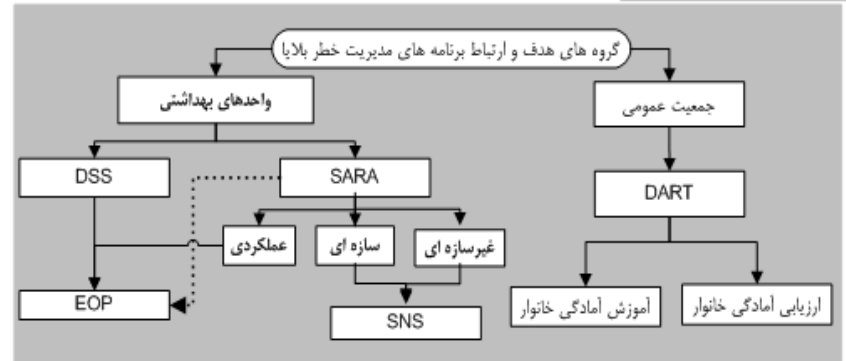 گروه های هدف و ارتباط برنامه های مدیریت خطر بلایا
جمعیت عمومی
واحدهای بهداشتی
DART
SARA
DSS
ارزیابی آمادگی خانوار
آموزش آمادگی خانوار
غیرسازه ای
سازه ای
عملکردی
SNS
EOP